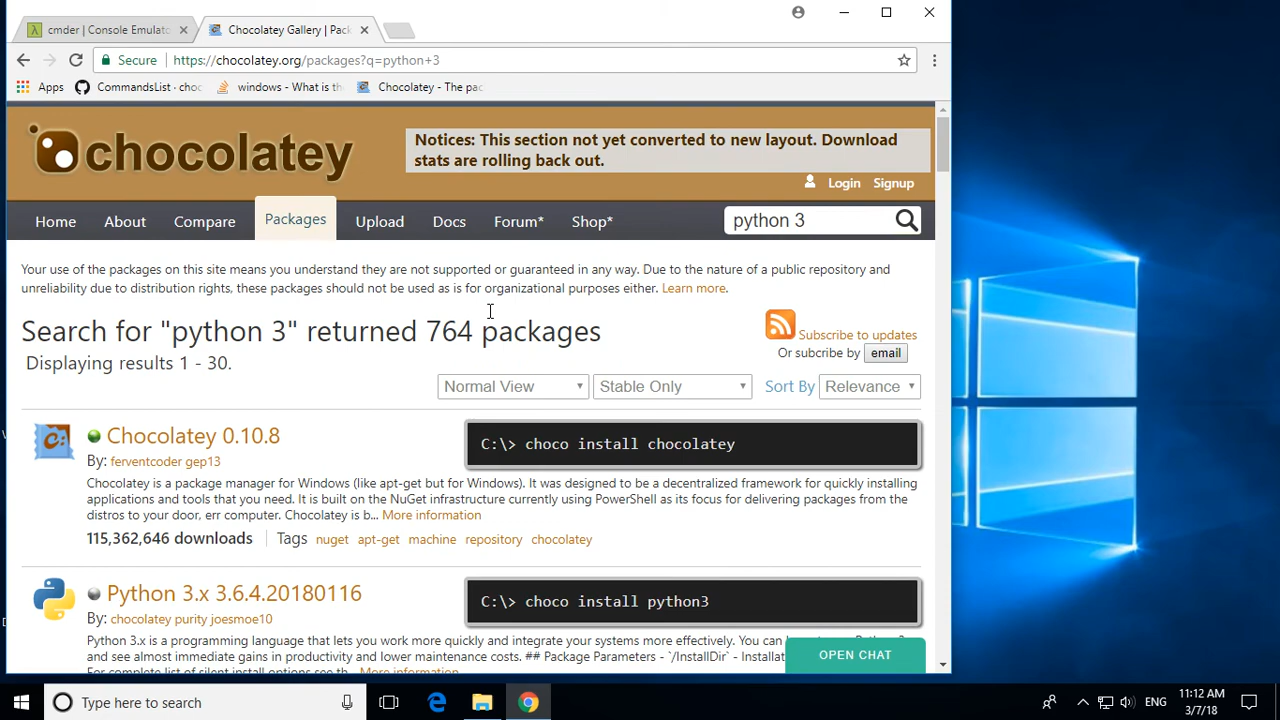 cmder | Console Emulat
Chocolatey Gallery | Pack
Secure
https://chocolatey.org/packages?q=python+3
Apps
CommandsList · choc
windows - What is th
Chocolatey - The pac
chocolatey
Notices: This section not yet converted to new layout. Download
stats are rolling back out.
Login
Signup
Home
About
Compare
Packages
Upload
Docs
Forum*
Shop*
python 3
Your use of the packages on this site means you understand they are not supported or guaranteed in any way. Due to the nature of a public repository and
unreliability due to distribution rights, these packages should not be used as is for organizational purposes either. Learn more.
Search for "python 3" returned 764 packages
Displaying results 1 - 30.
Subscribe to updates
Or subcribe by email
Normal View
Stable Only
Sort By
Relevance
Chocolatey 0.10.8
C:\> choco install chocolatey
By: ferventcoder gep13
Chocolatey is a package manager for Windows (like apt-get but for Windows). It was designed to be a decentralized framework for quickly installing
applications and tools that you need. It is built on the NuGet infrastructure currently using PowerShell as its focus for delivering packages from the
distros to your door, err computer. Chocolatey is b... More information
115,362,646 downloads
Tags nuget apt-get machine repository chocolatey
Python 3.x 3.6.4.20180116
C:\> choco install python3
By: chocolatey purity joesmoe10
Python 3.x is a programming language that lets you work more quickly and integrate your systems more effectively. You can
and see almost immediate gains in productivity and lower maintenance costs. ## Package Parameters - `/InstallDir` - Installat
For complete list of silent install options see th... More information
OPEN CHAT
Type here to search
ENG
11:12 AM
3/7/18